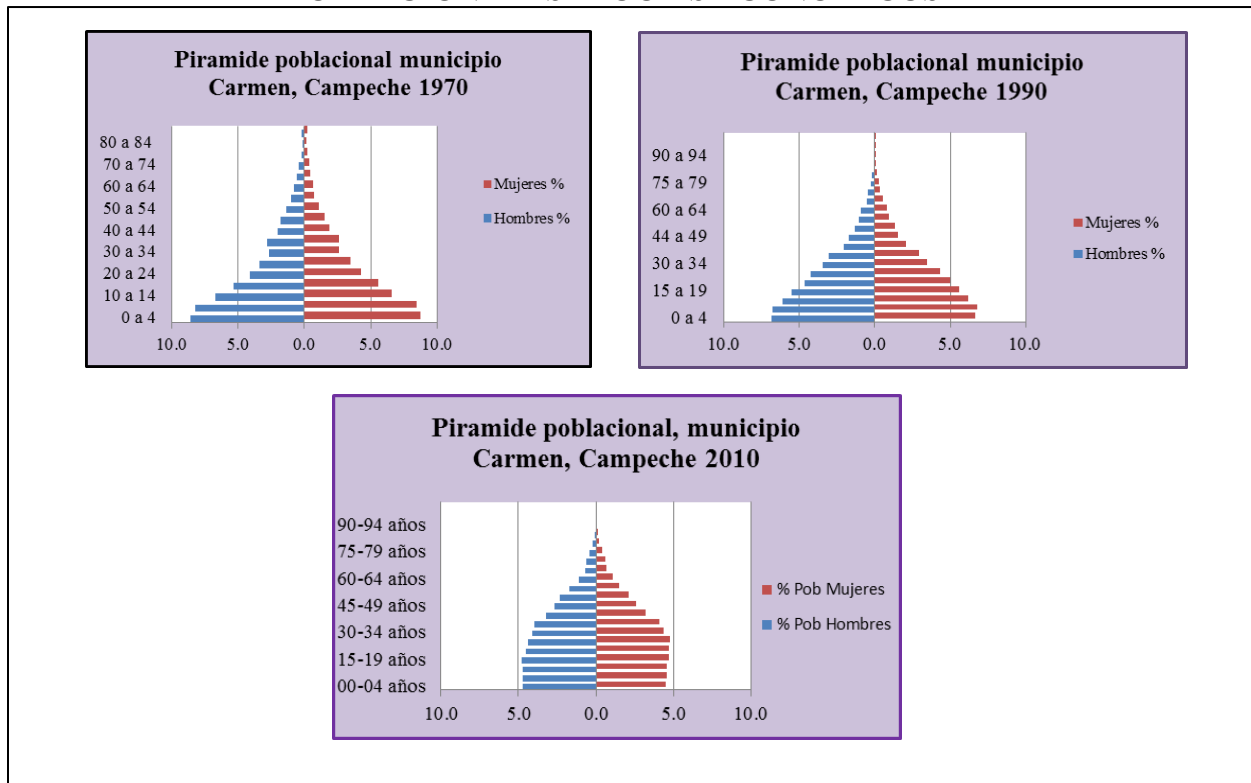 Piramide poblacional municipio
Carmen, Campeche 1970
80 a 84
70 a 74
60 a 64
50 a 54
40 a 44
30 a 34
20 a 24
10 a 14
0 a 4
10.0 5.0 0.0 5.0 10.0
Mujeres %
Hombres %
Piramide poblacional municipio
Carmen, Campeche 1990
90 a 94
75 a 79
60 a 64
44 a 49
30 a 34
15 a 19
0 a 4
10.0 5.0 0.0 5.0 10.0
Mujeres %
Hombres %
Piramide poblacional, municipio
Carmen, Campeche 2010
90-94 años
75-79 años
60-64 años
45-49 años
30-34 años
15-19 años
00-04 años
10.0 5.0 0.0 5.0 10.0
% Pob Mujeres
% Pob Hombres